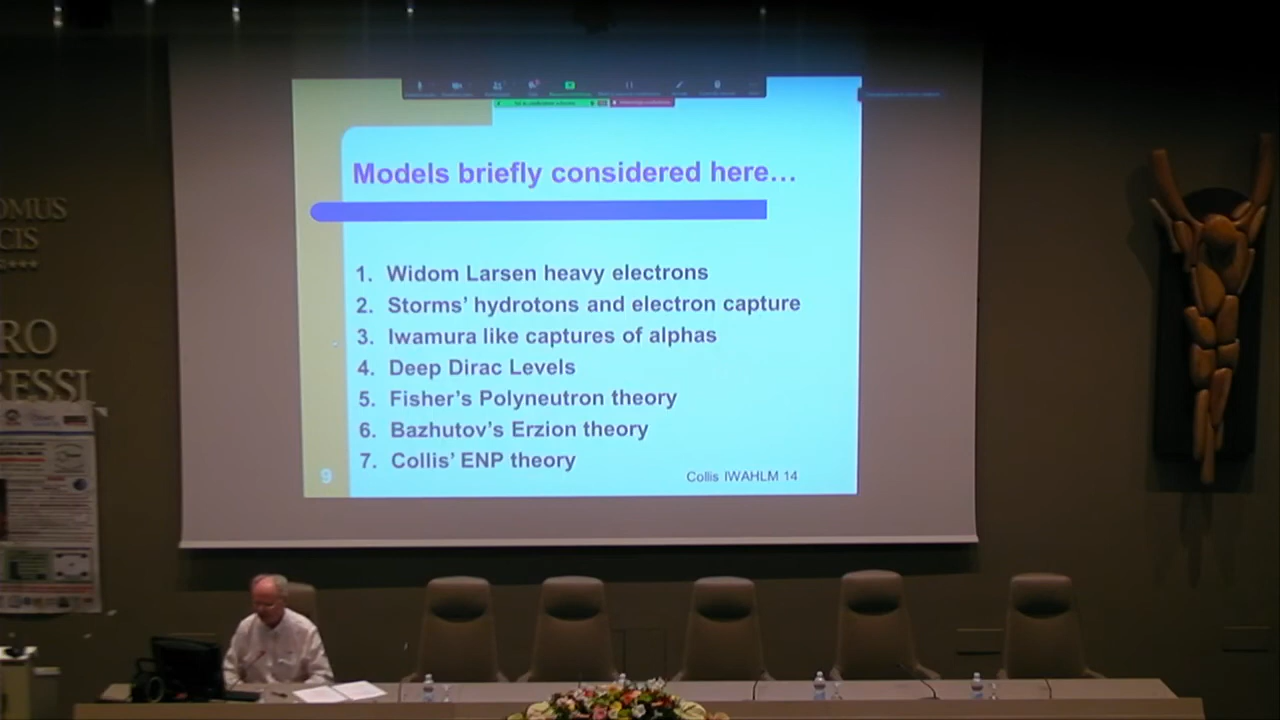 Models briefly considered here...
1. Widom Larsen heavy electrons
2. Storms' hydrotons and electron capture
3. Iwamura like captures of alphas
4. Deep Dirac Levels
5. Fisher's Polyneutron theory
6. Bazhutov's Erzion theory
7. Collis' ENP theory
9
Collis IWAHLM 14
OMUS
CIS
RO
RESSI